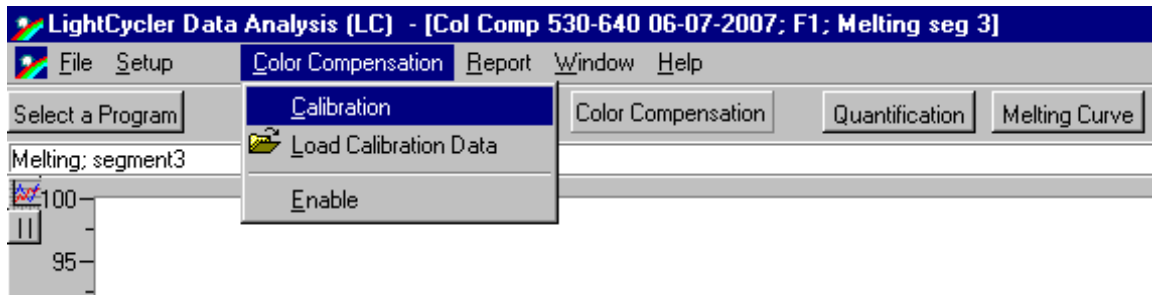 LightCycler Data Analysis (LC) - [Col Comp 530-640 06-07-2007; F1; Melting seg 3]
File Setup Color Compensation Report Window Help
Calibration
Load Calibration Data
Enable
Select a Program Color Compensation Quantification Melting Curve
Melting; segment3
100
95